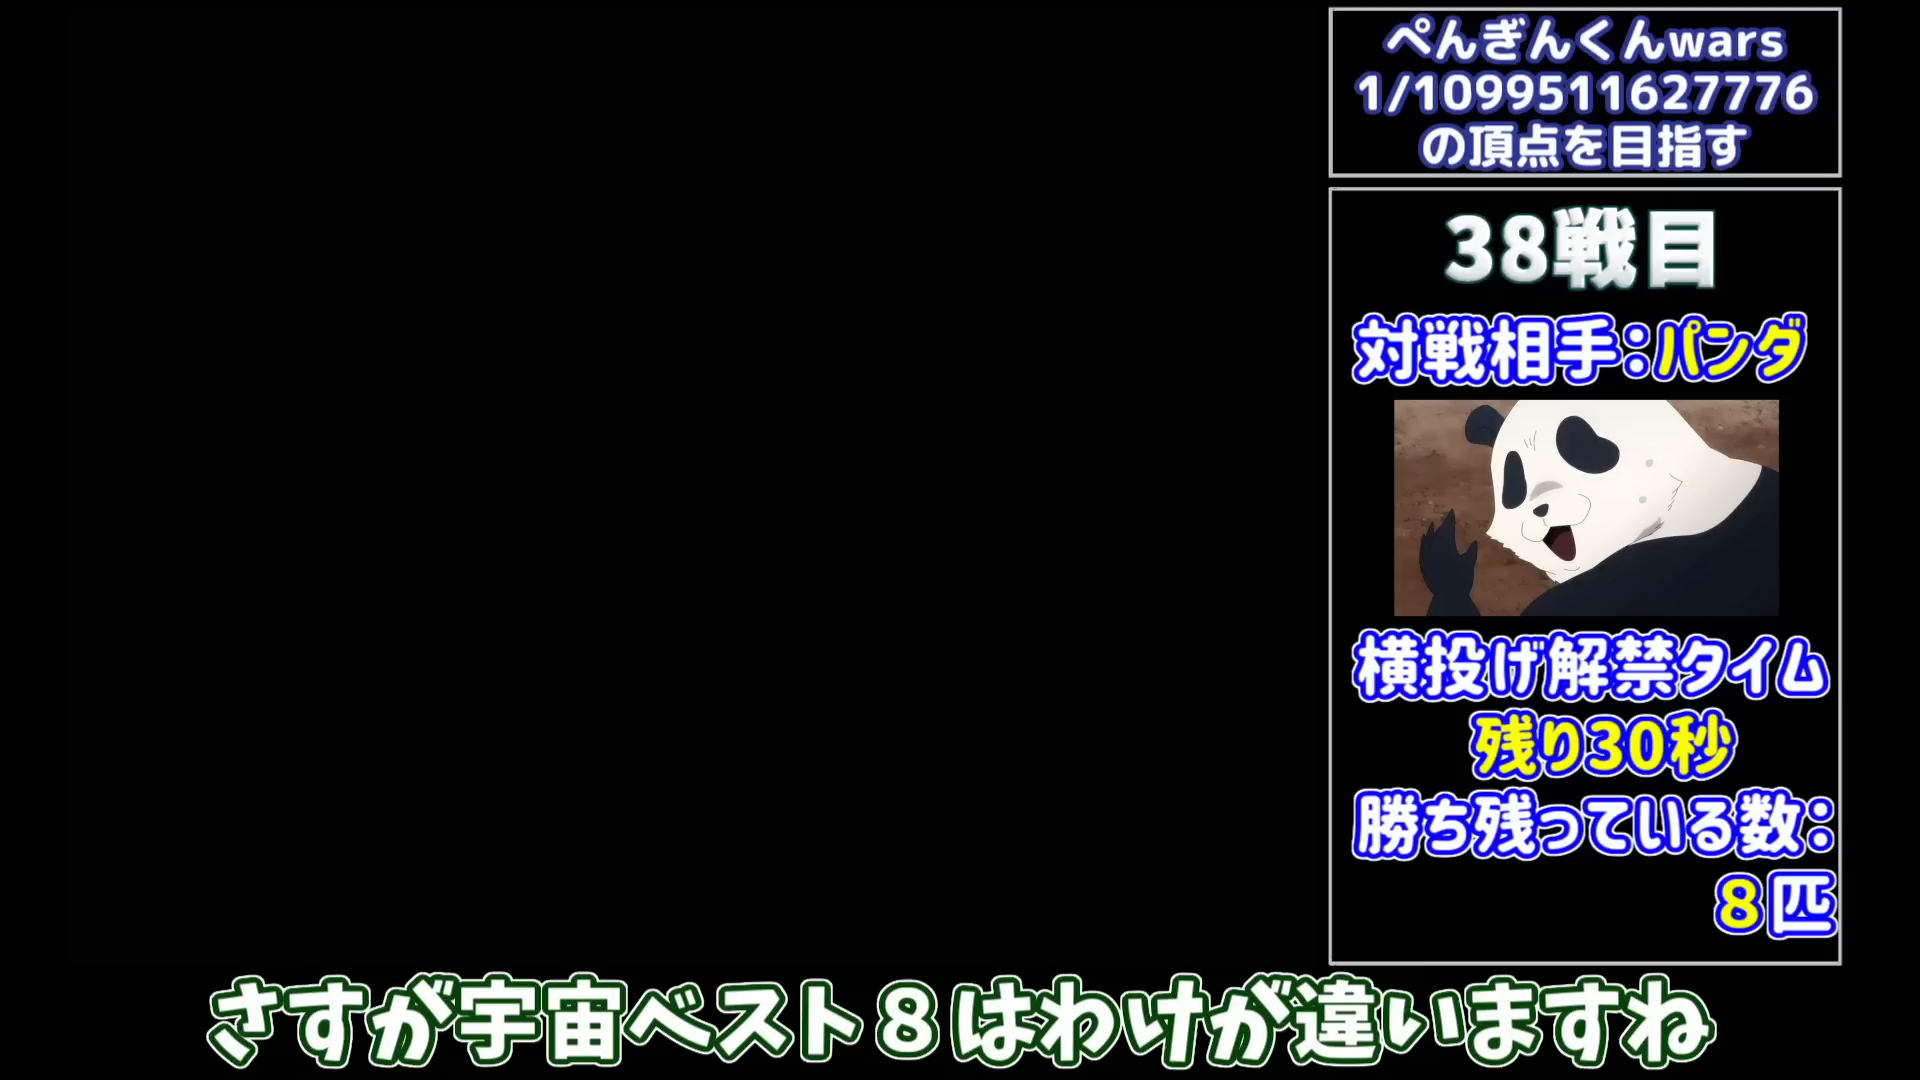 ぺんぎんくんwars
1/1099511627776
の頂点を目指す
38戦目
対戦相手：パンダ
横投げ解禁タイム
残り30秒
勝ち残っている数：
8匹
さすが宇宙ベスト８はわけが違いますね